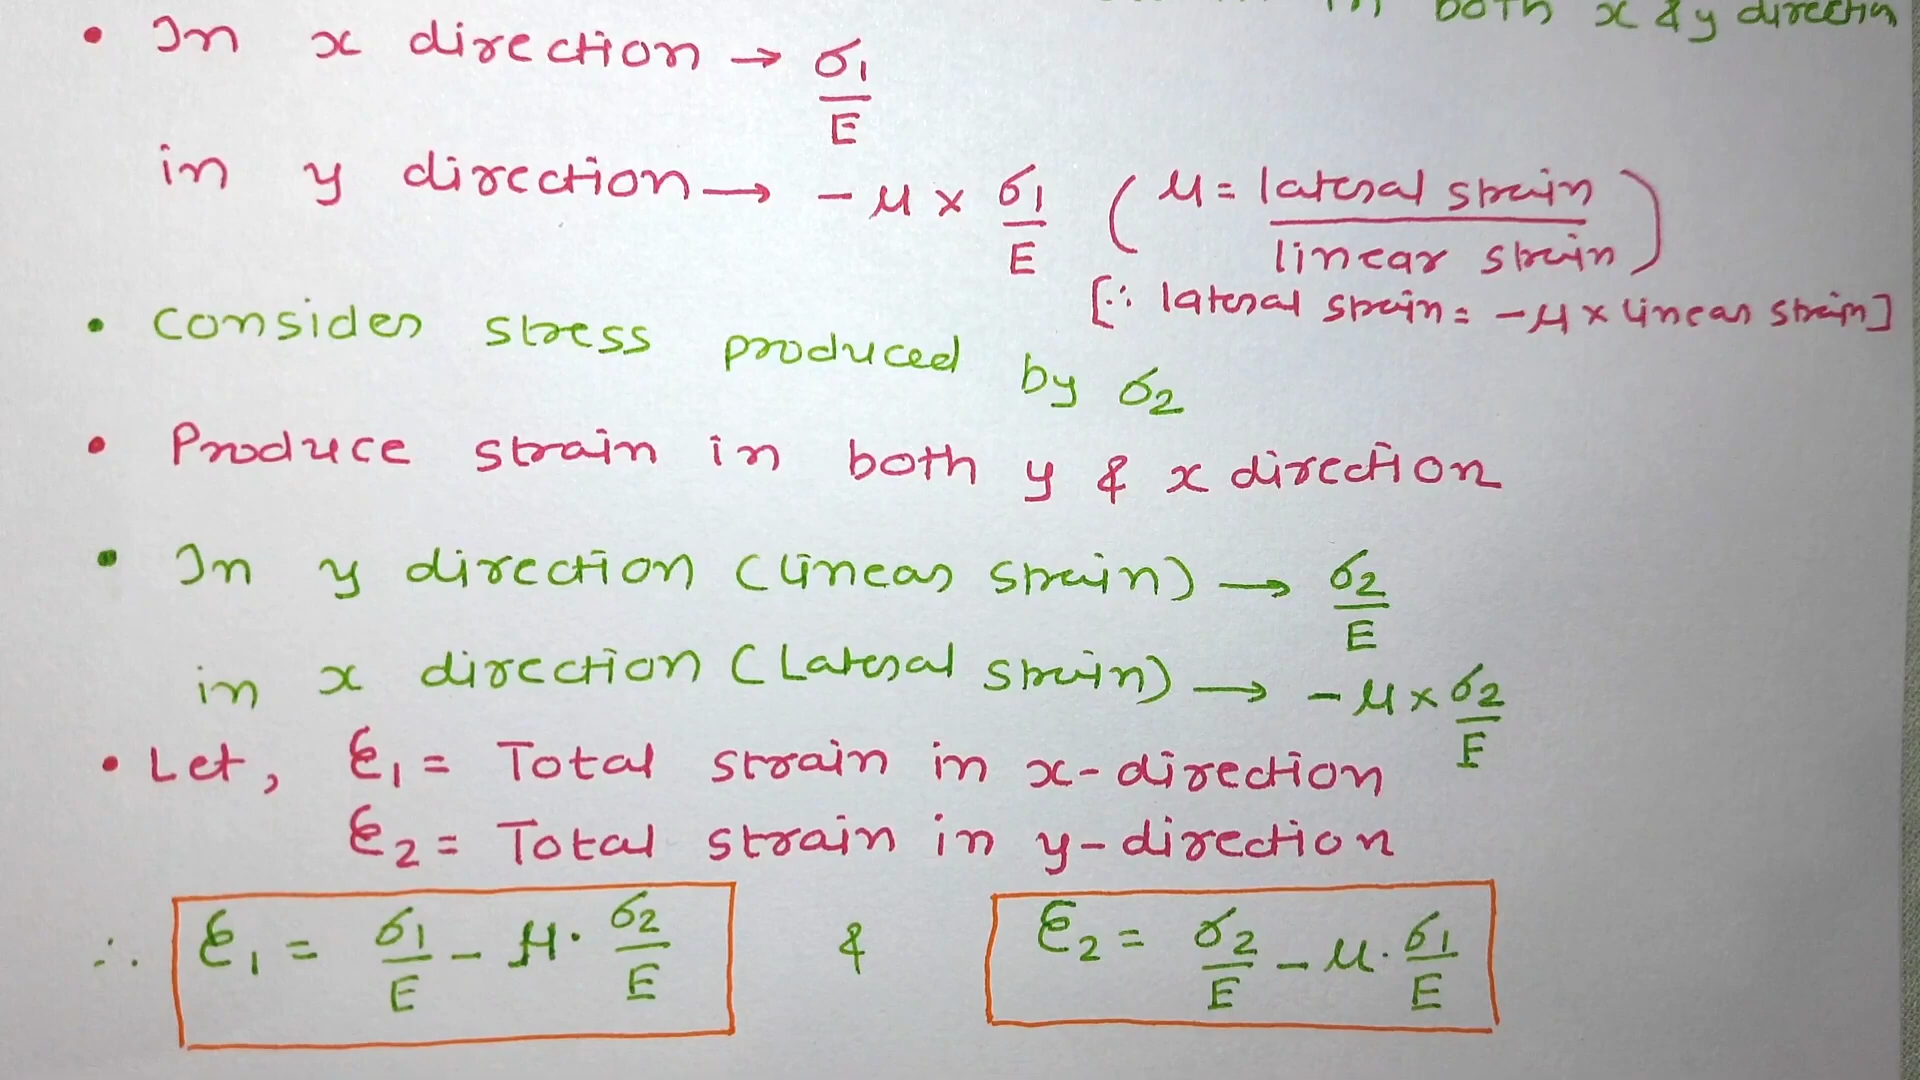 in both x & y direction
• In x direction → σ1/E
in y direction → -μ × σ1/E ( μ = lateral strain / linear strain )
[∵ lateral strain = -μ × linear strain]
• Consider stress produced by σ2
• Produce strain in both y & x direction
• In y direction (linear strain) → σ2/E
in x direction (Lateral strain) → -μ × σ2/E
• Let, ε1 = Total strain in x-direction
ε2 = Total strain in y-direction
∴ ε1 = σ1/E - μ · σ2/E & ε2 = σ2/E - μ · σ1/E